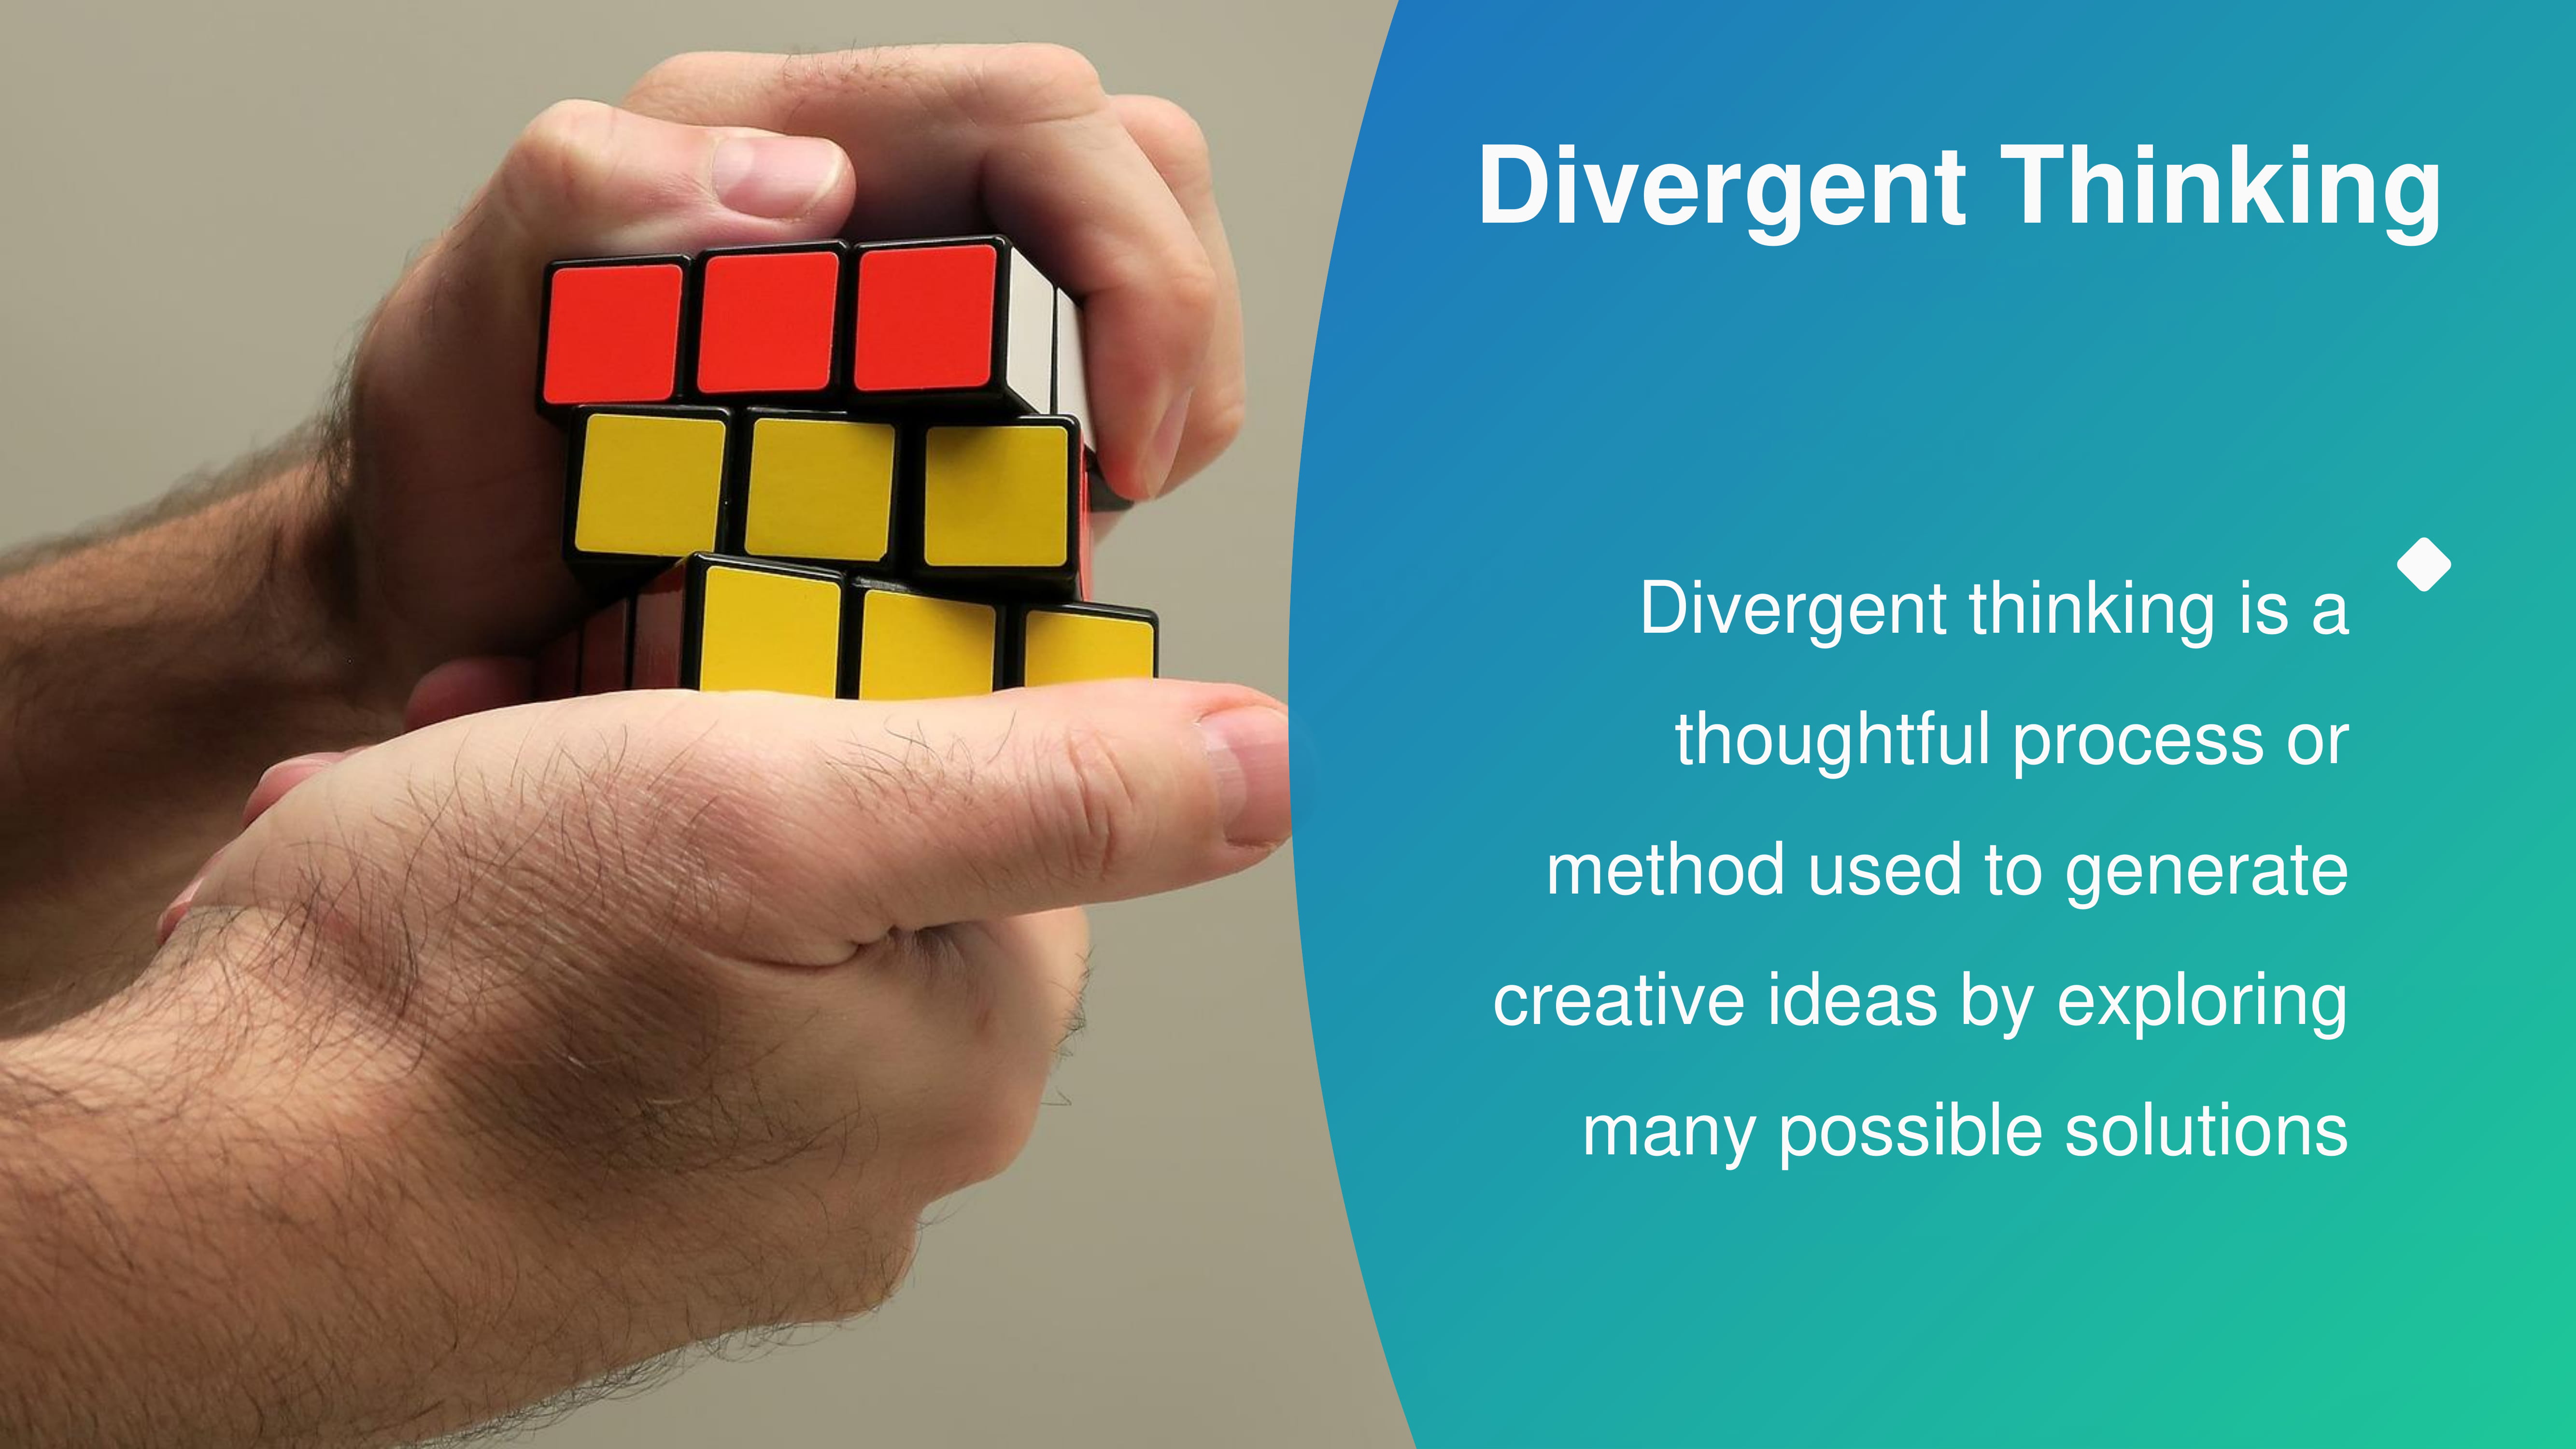 Divergent Thinking
Divergent thinking is a
thoughtful process or
method used to generate
creative ideas by exploring
many possible solutions